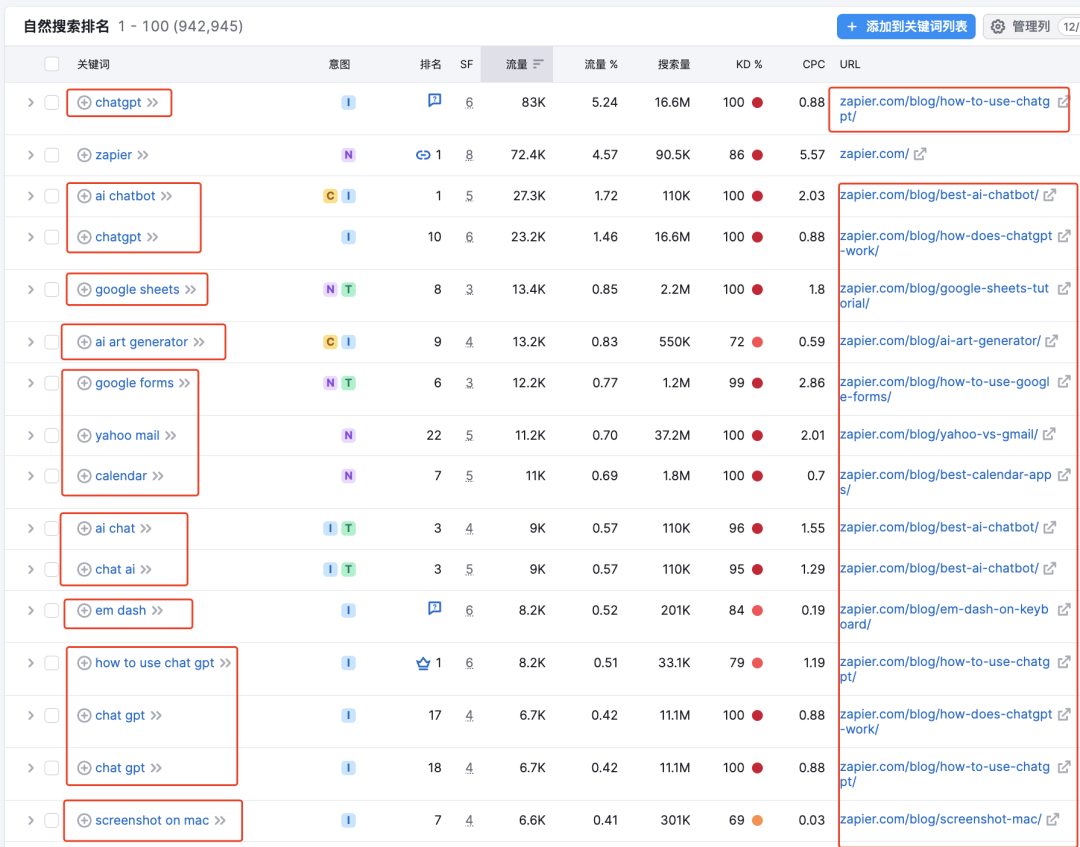 自然搜索排名 1 - 100 (942,945)
+ 添加到关键词列表 管理列 12/
关键词 意图 排名 SF 流量 流量 % 搜索量 KD % CPC URL
chatgpt I 6 83K 5.24 16.6M 100 0.88 zapier.com/blog/how-to-use-chatg
pt/
zapier N 1 8 72.4K 4.57 90.5K 86 5.57 zapier.com/
ai chatbot C I 1 5 27.3K 1.72 110K 100 2.03 zapier.com/blog/best-ai-chatbot/
chatgpt I 10 6 23.2K 1.46 16.6M 100 0.88 zapier.com/blog/how-does-chatgpt
-work/
google sheets N T 8 3 13.4K 0.85 2.2M 100 1.8 zapier.com/blog/google-sheets-tut
orial/
ai art generator C I 9 4 13.2K 0.83 550K 72 0.59 zapier.com/blog/ai-art-generator/
google forms N T 6 3 12.2K 0.77 1.2M 99 2.86 zapier.com/blog/how-to-use-googl
e-forms/
yahoo mail N 22 5 11.2K 0.70 37.2M 100 2.01 zapier.com/blog/yahoo-vs-gmail/
calendar N 7 5 11K 0.69 1.8M 100 0.7 zapier.com/blog/best-calendar-app
s/
ai chat I T 3 4 9K 0.57 110K 96 1.55 zapier.com/blog/best-ai-chatbot/
chat ai I T 3 5 9K 0.57 110K 95 1.29 zapier.com/blog/best-ai-chatbot/
em dash I 6 8.2K 0.52 201K 84 0.19 zapier.com/blog/em-dash-on-keyb
oard/
how to use chat gpt I 1 6 8.2K 0.51 33.1K 79 1.19 zapier.com/blog/how-to-use-chatg
pt/
chat gpt I 17 4 6.7K 0.42 11.1M 100 0.88 zapier.com/blog/how-does-chatgpt
-work/
chat gpt I 18 4 6.7K 0.42 11.1M 100 0.88 zapier.com/blog/how-to-use-chatg
pt/
screenshot on mac I 7 4 6.6K 0.41 301K 69 0.03 zapier.com/blog/screenshot-mac/